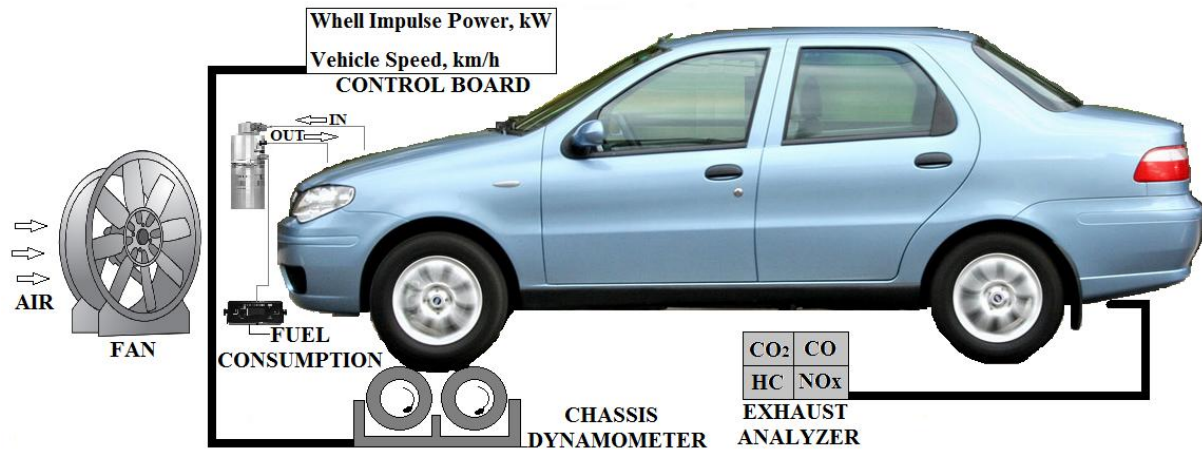 Whell Impulse Power, kW
Vehicle Speed, km/h
CONTROL BOARD
IN
OUT
AIR
FAN
FUEL
CONSUMPTION
CHASSIS
DYNAMOMETER
CO₂ CO
HC NOx
EXHAUST
ANALYZER